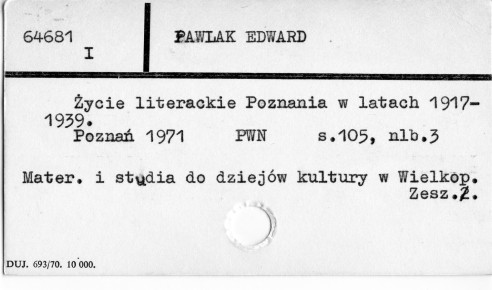 64681
I
PAWLAK EDWARD
Życie literackie Poznania w latach 1917-
1939.
Poznań 1971 PWN s.105, nlb.3
Mater. i studia do dziejów kultury w Wielkop.
Zesz.2.
DUJ. 693/70. 10 000.